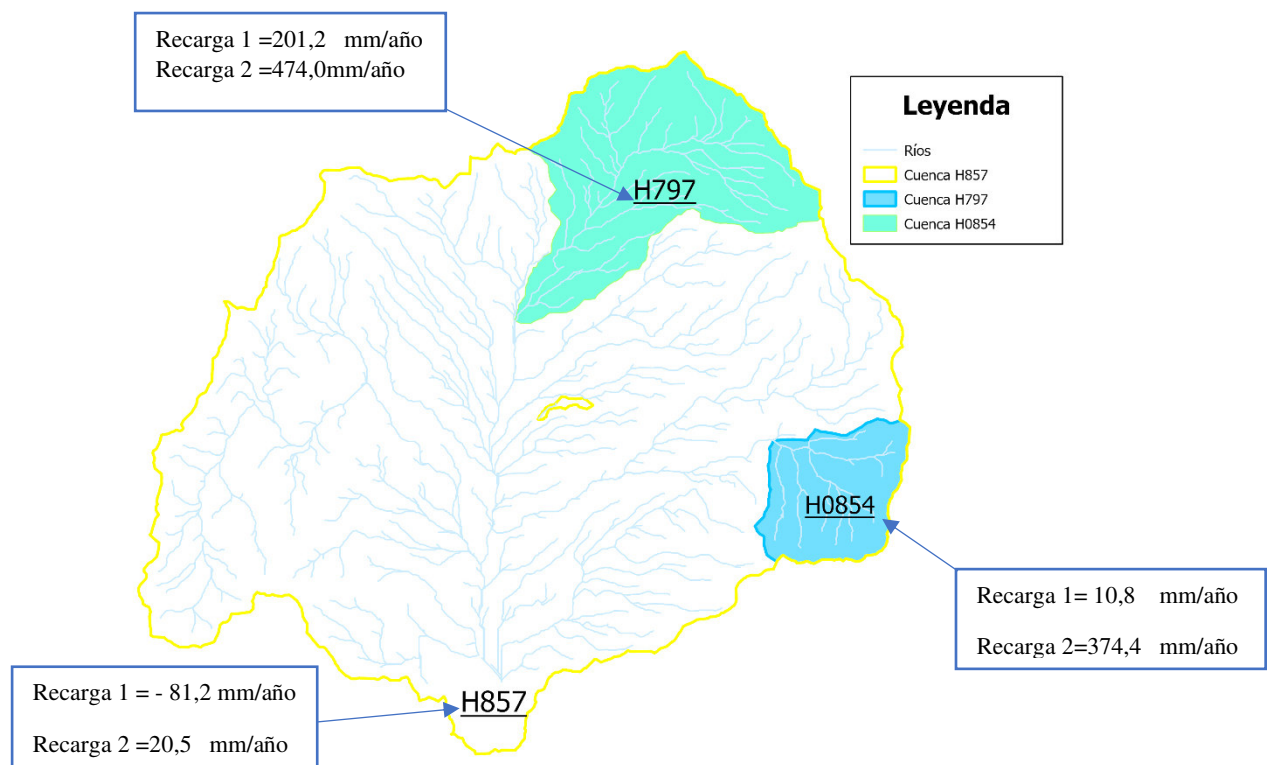 Recarga 1 =201,2 mm/año
Recarga 2 =474,0mm/año
Leyenda
Ríos
Cuenca H857
Cuenca H797
Cuenca H0854
H797
H0854
Recarga 1= 10,8 mm/año
Recarga 2=374,4 mm/año
Recarga 1 = - 81,2 mm/año
Recarga 2 =20,5 mm/año
H857